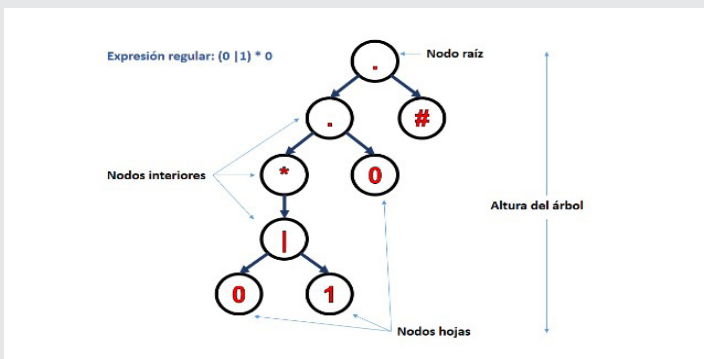 Expresión regular: (0 |1) * 0
.
Nodo raíz
.
#
Nodos interiores
*
0
Altura del árbol
|
0
1
Nodos hojas